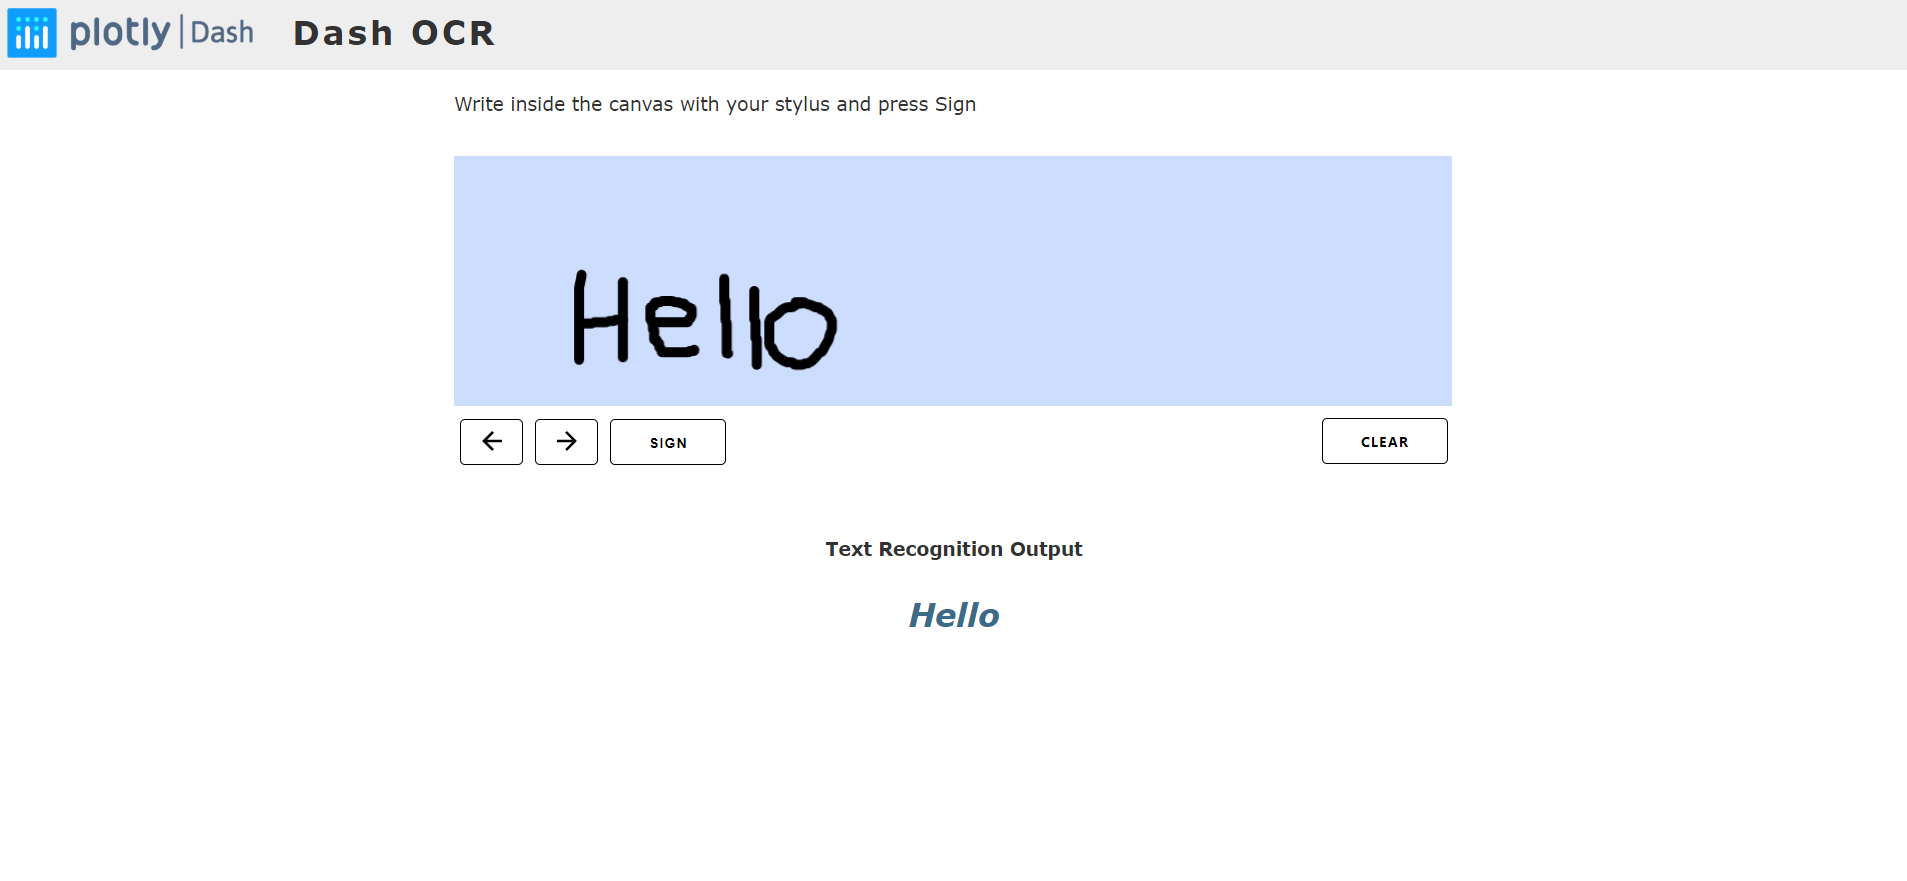 plotly | Dash Dash OCR
Write inside the canvas with your stylus and press Sign
Hello
SIGN CLEAR
Text Recognition Output
Hello